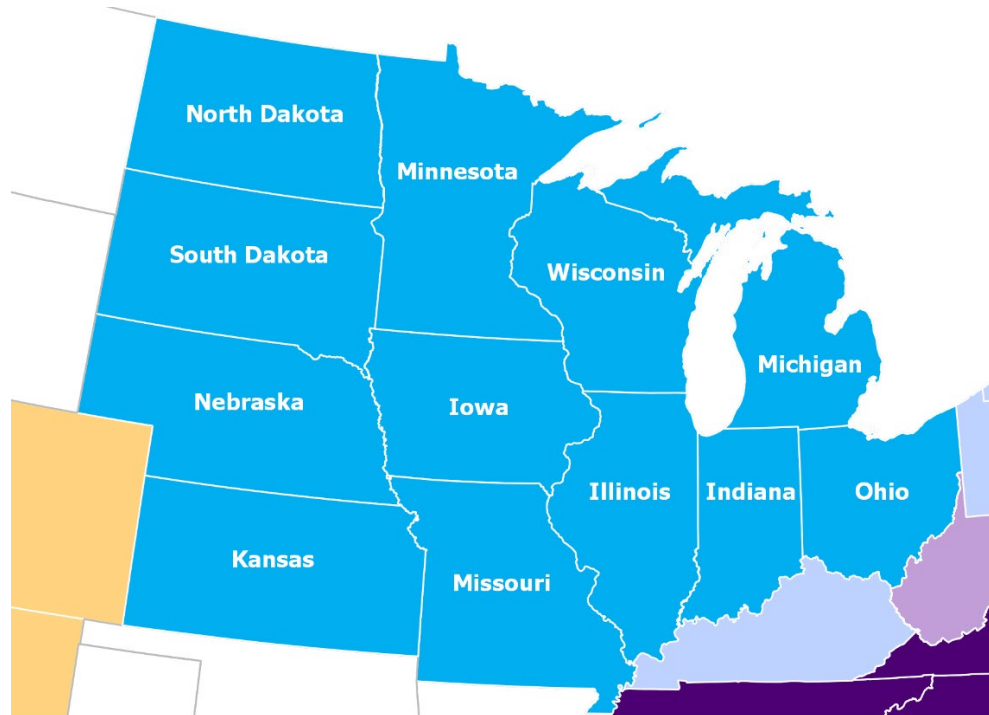 North Dakota
Minnesota
South Dakota
Wisconsin
Michigan
Nebraska
Iowa
Illinois
Indiana
Ohio
Kansas
Missouri